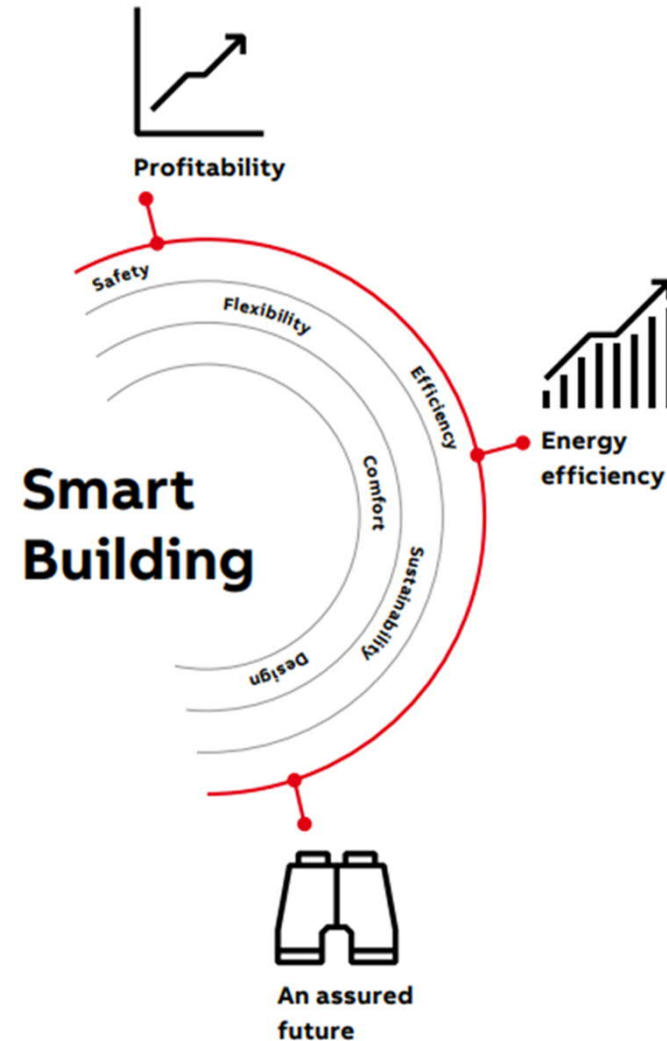 Profitability
Safety
Flexibility
Efficiency
Energy
efficiency
Comfort
Smart
Building
Sustainability
Design
An assured
future